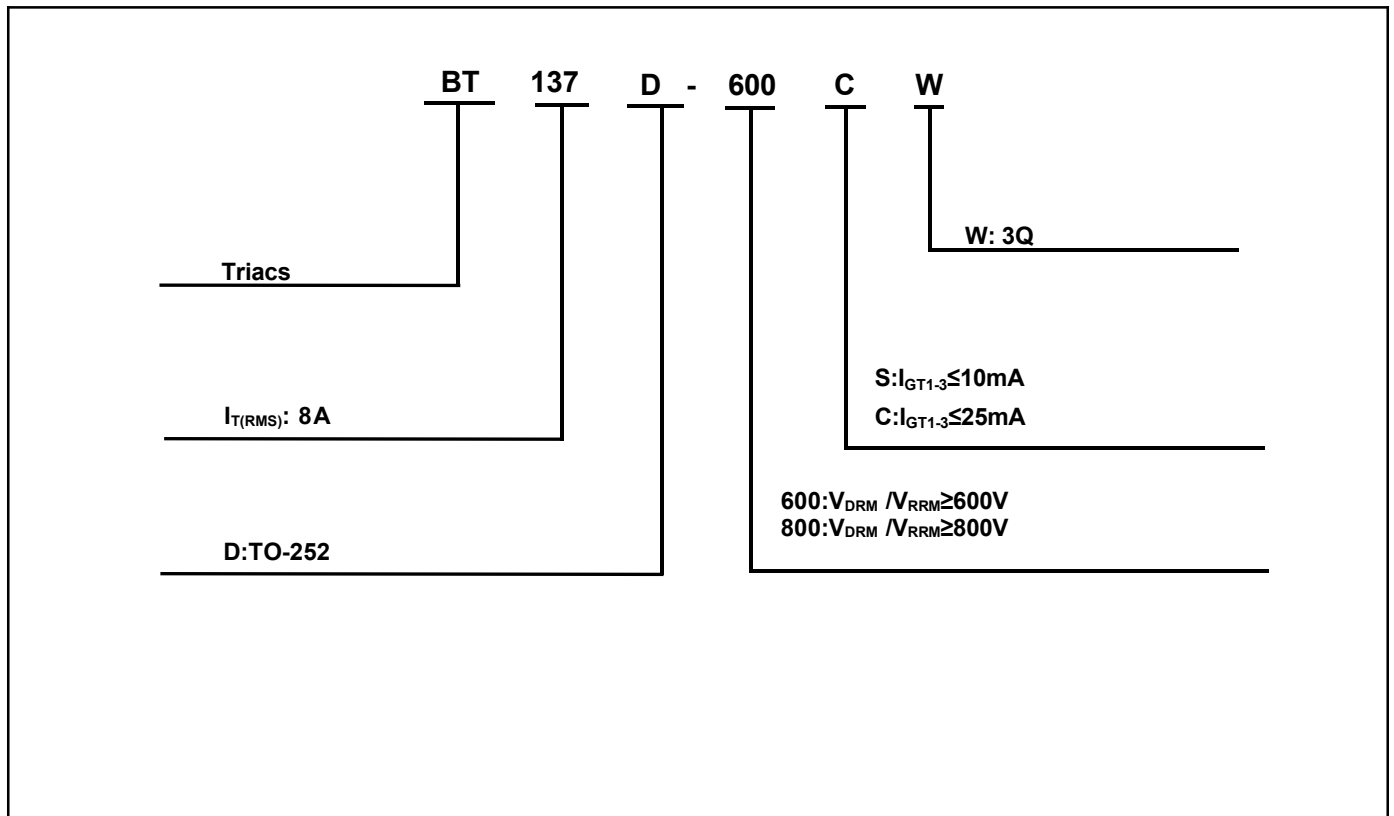 BT 137 D - 600 C W
W: 3Q
Triacs
S:IGT1-3≤10mA
IT(RMS): 8A
C:IGT1-3≤25mA
600:VDRM /VRRM≥600V
800:VDRM /VRRM≥800V
D:TO-252